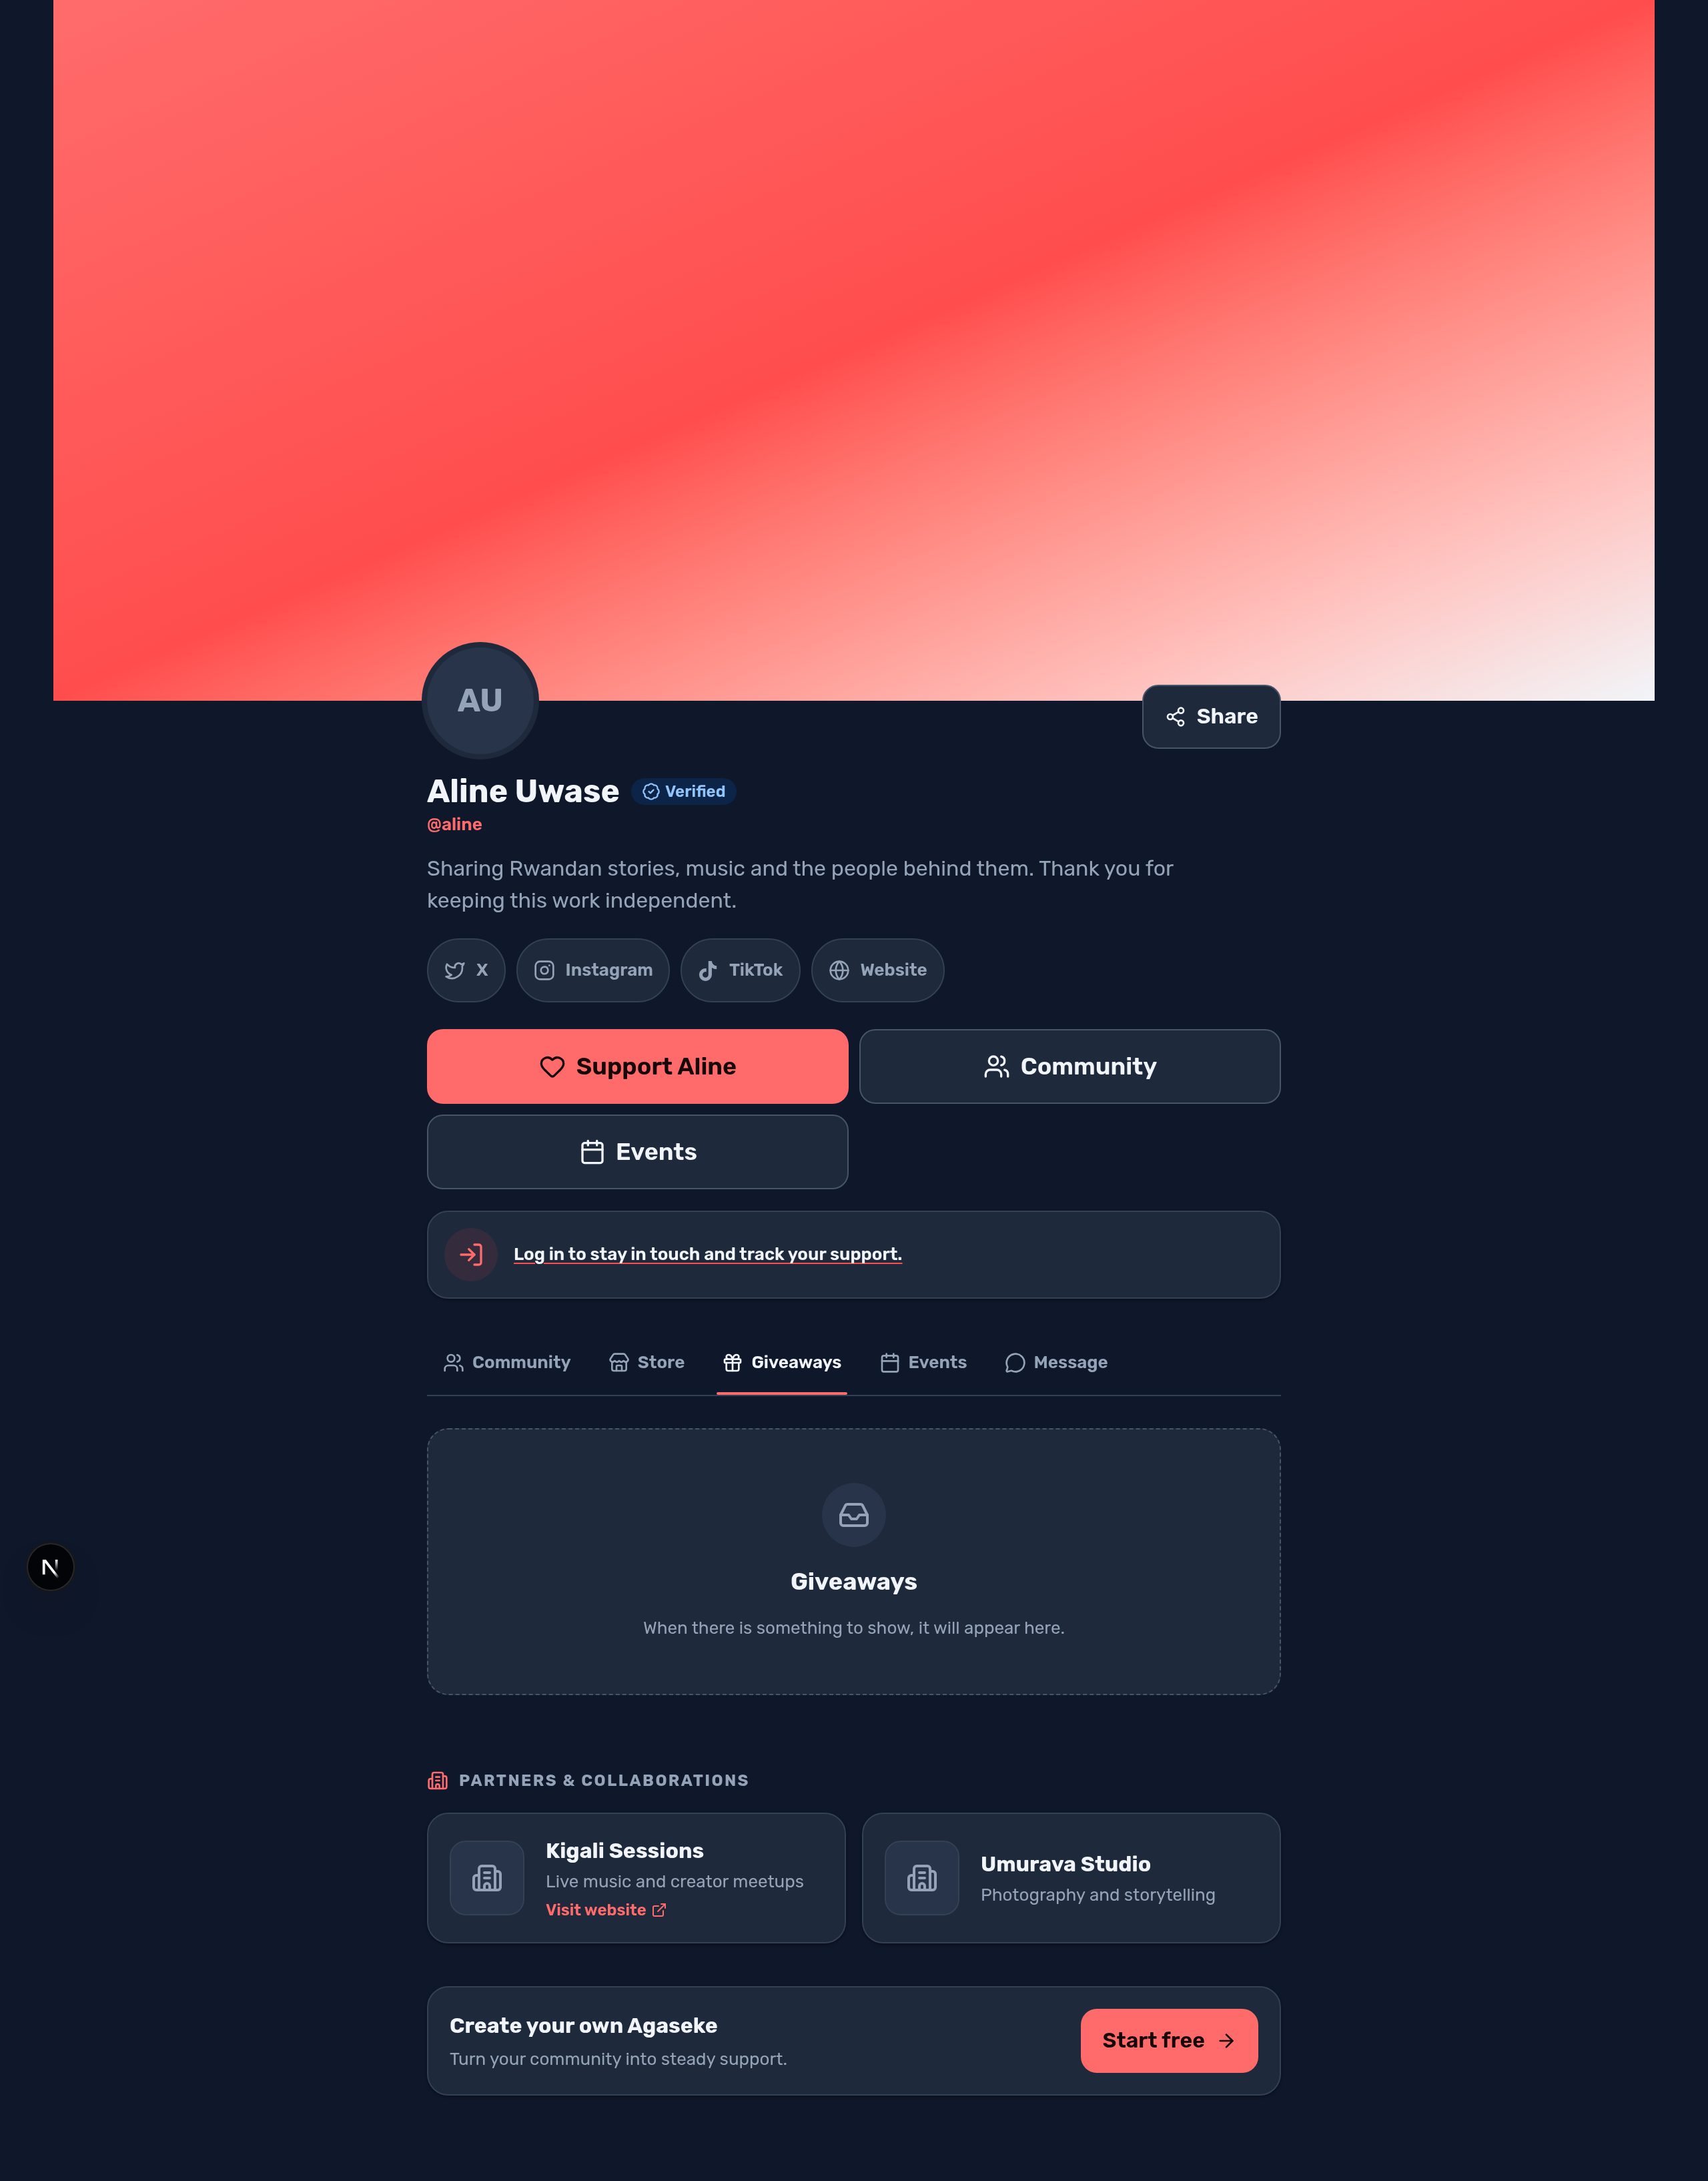 AU
Share
Aline Uwase
Verified
@aline
Sharing Rwandan stories, music and the people behind them. Thank you for
keeping this work independent.
X
Instagram
TikTok
Website
Support Aline
Community
Events
Log in to stay in touch and track your support.
Community
Store
Giveaways
Events
Message
N
Giveaways
When there is something to show, it will appear here.
PARTNERS & COLLABORATIONS
Kigali Sessions
Live music and creator meetups
Visit website
Umurava Studio
Photography and storytelling
Create your own Agaseke
Turn your community into steady support.
Start free